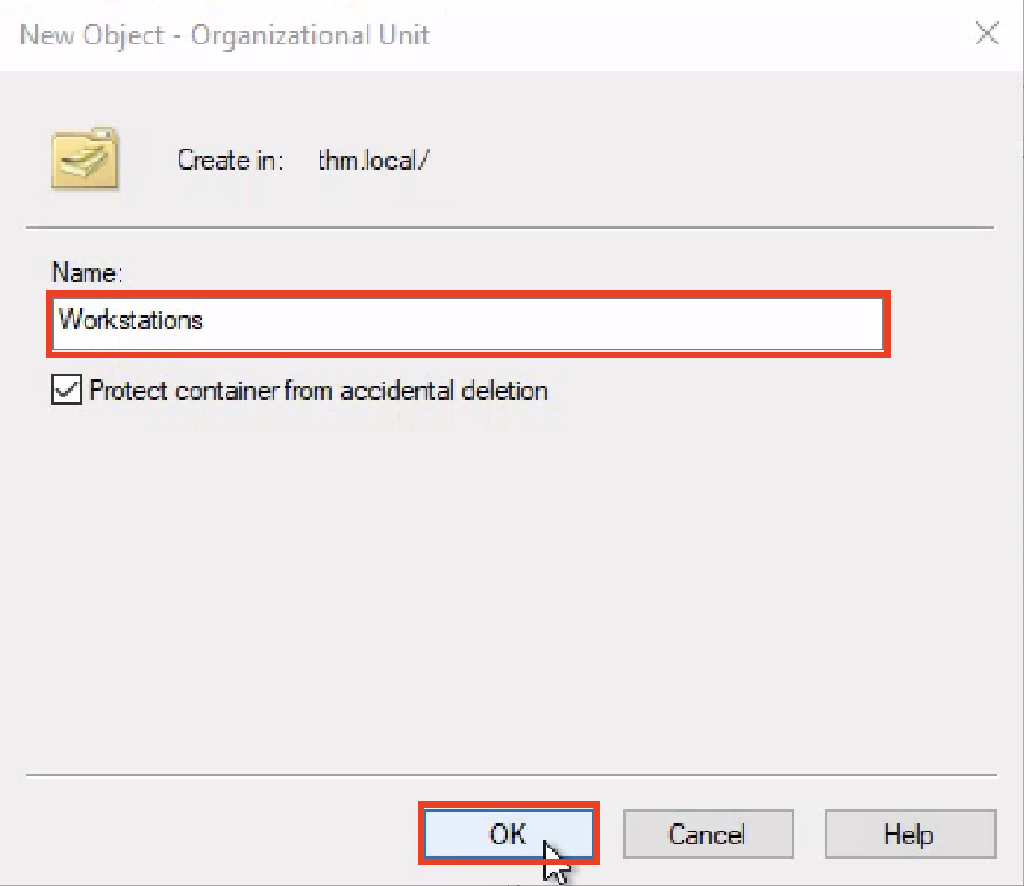 New Object - Organizational Unit
Create in: thm.local/
Name:
Workstations
Protect container from accidental deletion
OK Cancel Help